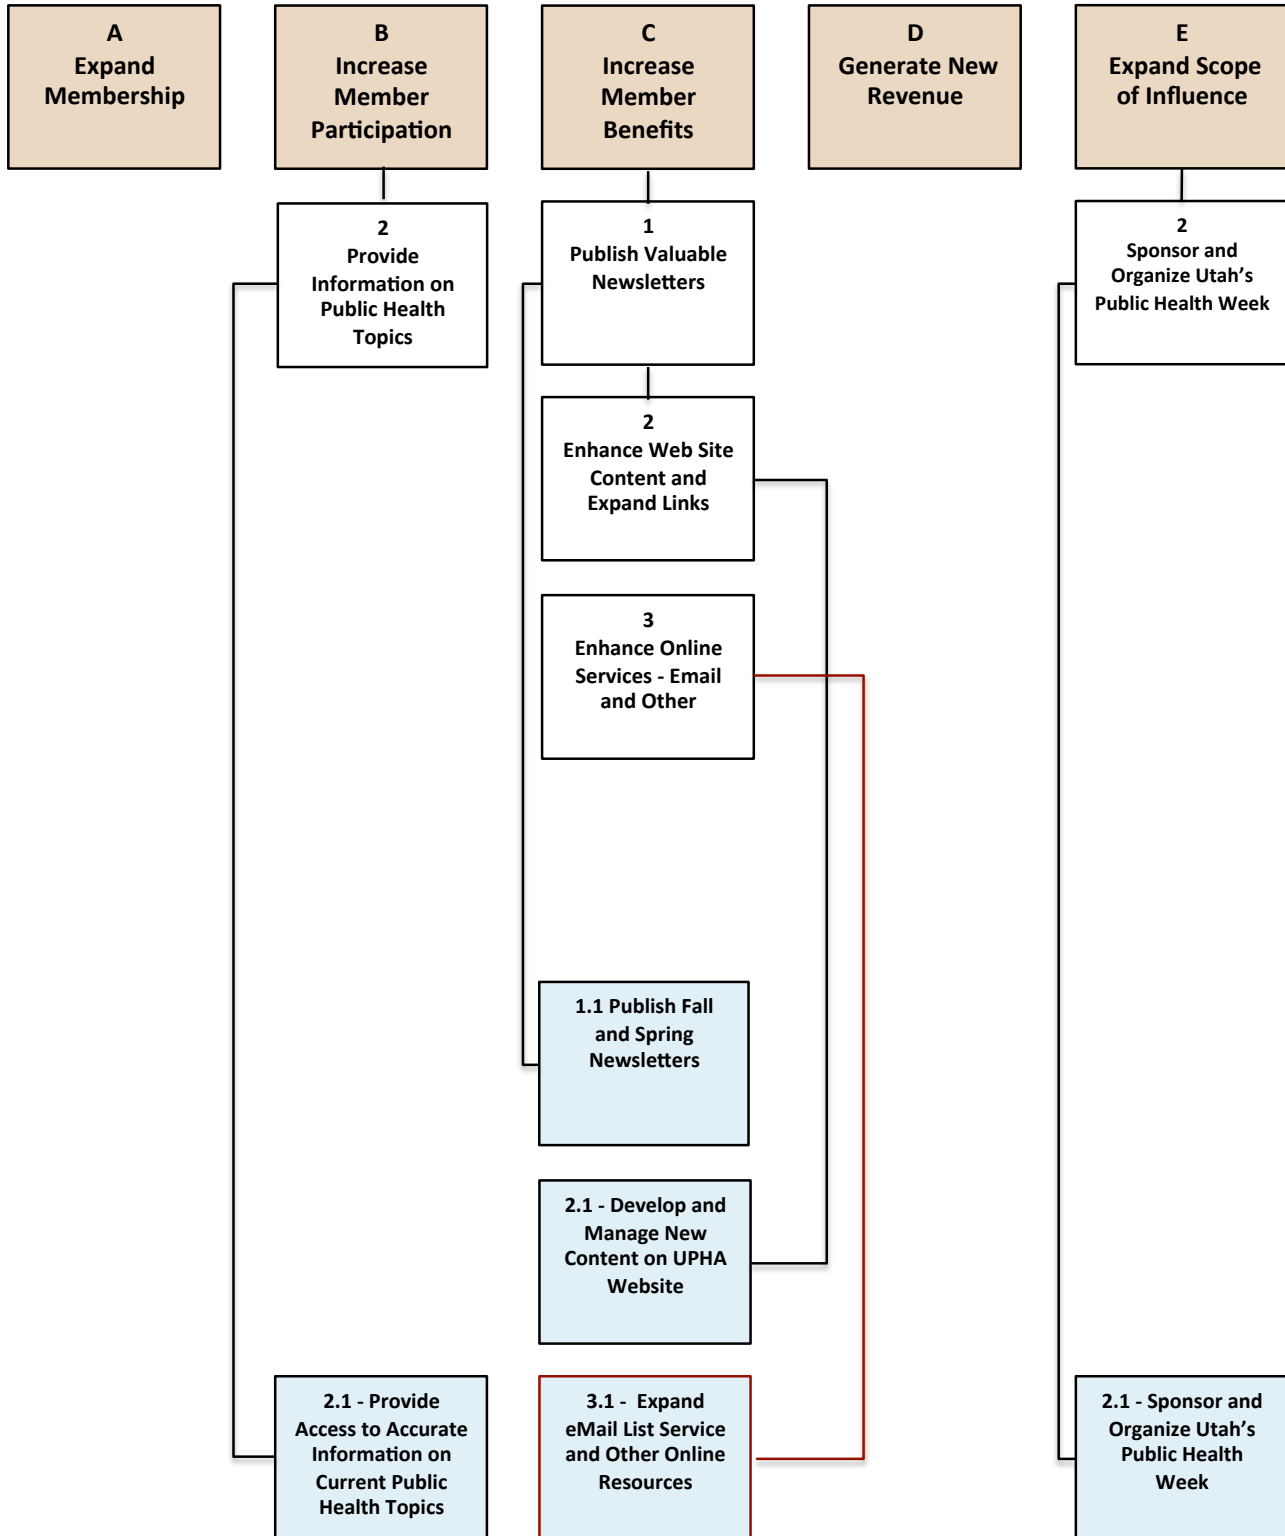 A
Expand
Membership
B
Increase
Member
Participation
C
Increase
Member
Benefits
D
Generate New
Revenue
E
Expand Scope
of Influence
2
Provide
Information on
Public Health
Topics
1
Publish Valuable
Newsletters
2
Sponsor and
Organize Utah's
Public Health Week
2
Enhance Web Site
Content and
Expand Links
3
Enhance Online
Services - Email
and Other
1.1 Publish Fall
and Spring
Newsletters
2.1 - Develop and
Manage New
Content on UPHA
Website
2.1 - Provide
Access to Accurate
Information on
Current Public
Health Topics
3.1 - Expand
eMail List Service
and Other Online
Resources
2.1 - Sponsor and
Organize Utah's
Public Health
Week